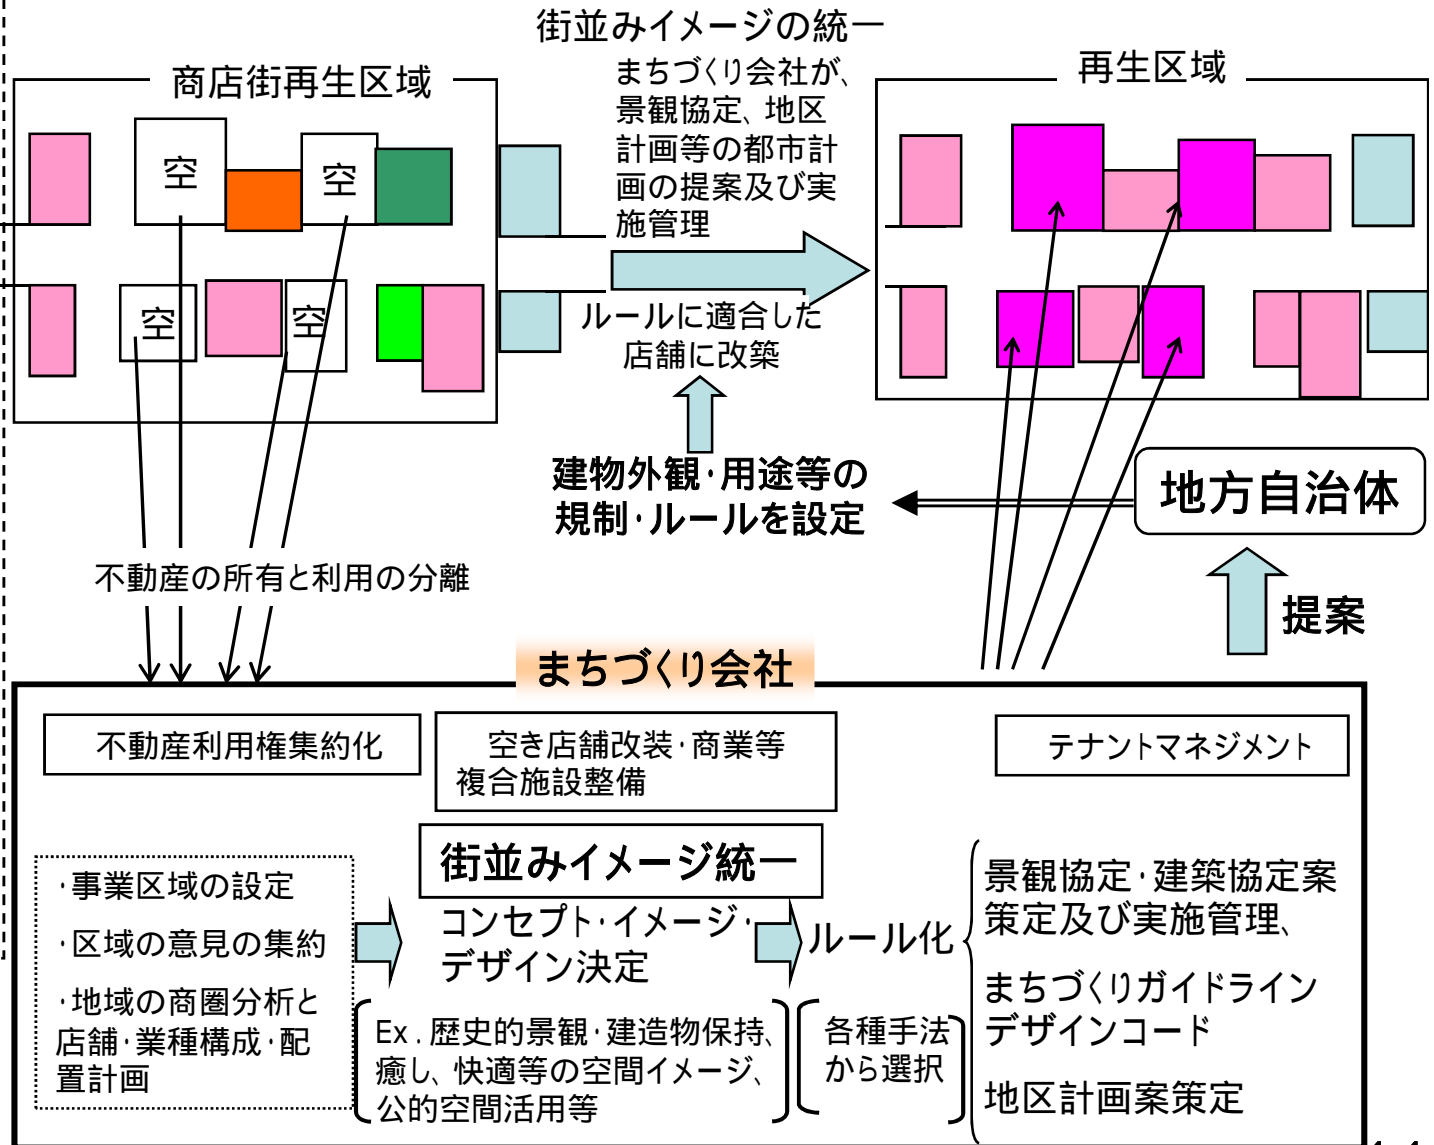 街並みイメージの統一
商店街再生区域
まちづくり会社が、
景観協定、地区
計画等の都市計
画の提案及び実
施管理
再生区域
空
空
空
空
ルールに適合した
店舗に改築
建物外観・用途等の
規制・ルールを設定
地方自治体
不動産の所有と利用の分離
提案
まちづくり会社
不動産利用権集約化
空き店舗改装・商業等
複合施設整備
テナントマネジメント
街並みイメージ統一
・事業区域の設定
・区域の意見の集約
・地域の商圏分析と
店舗・業種構成・配
置計画
コンセプト・イメージ・
デザイン決定
ルール化
景観協定・建築協定案
策定及び実施管理、
まちづくりガイドライン
デザインコード
地区計画案策定
Ex．歴史的景観・建造物保持、
癒し、快適等の空間イメージ、
公的空間活用等
各種手法
から選択